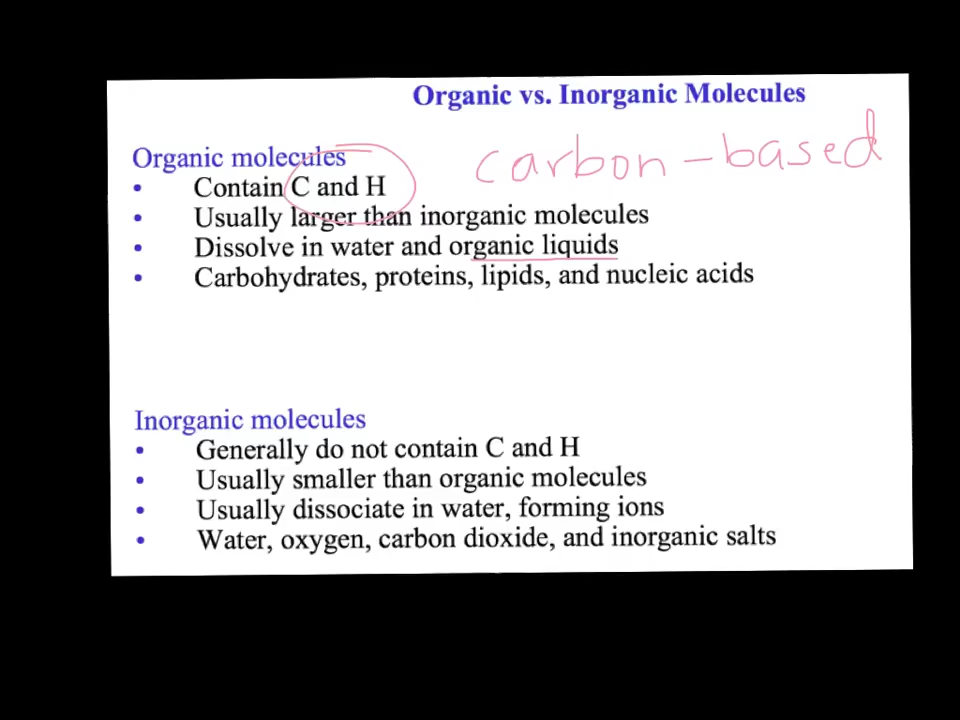 Organic vs. Inorganic Molecules
Organic molecules
carbon-based
• Contain C and H
• Usually larger than inorganic molecules
• Dissolve in water and organic liquids
• Carbohydrates, proteins, lipids, and nucleic acids
Inorganic molecules
• Generally do not contain C and H
• Usually smaller than organic molecules
• Usually dissociate in water, forming ions
• Water, oxygen, carbon dioxide, and inorganic salts